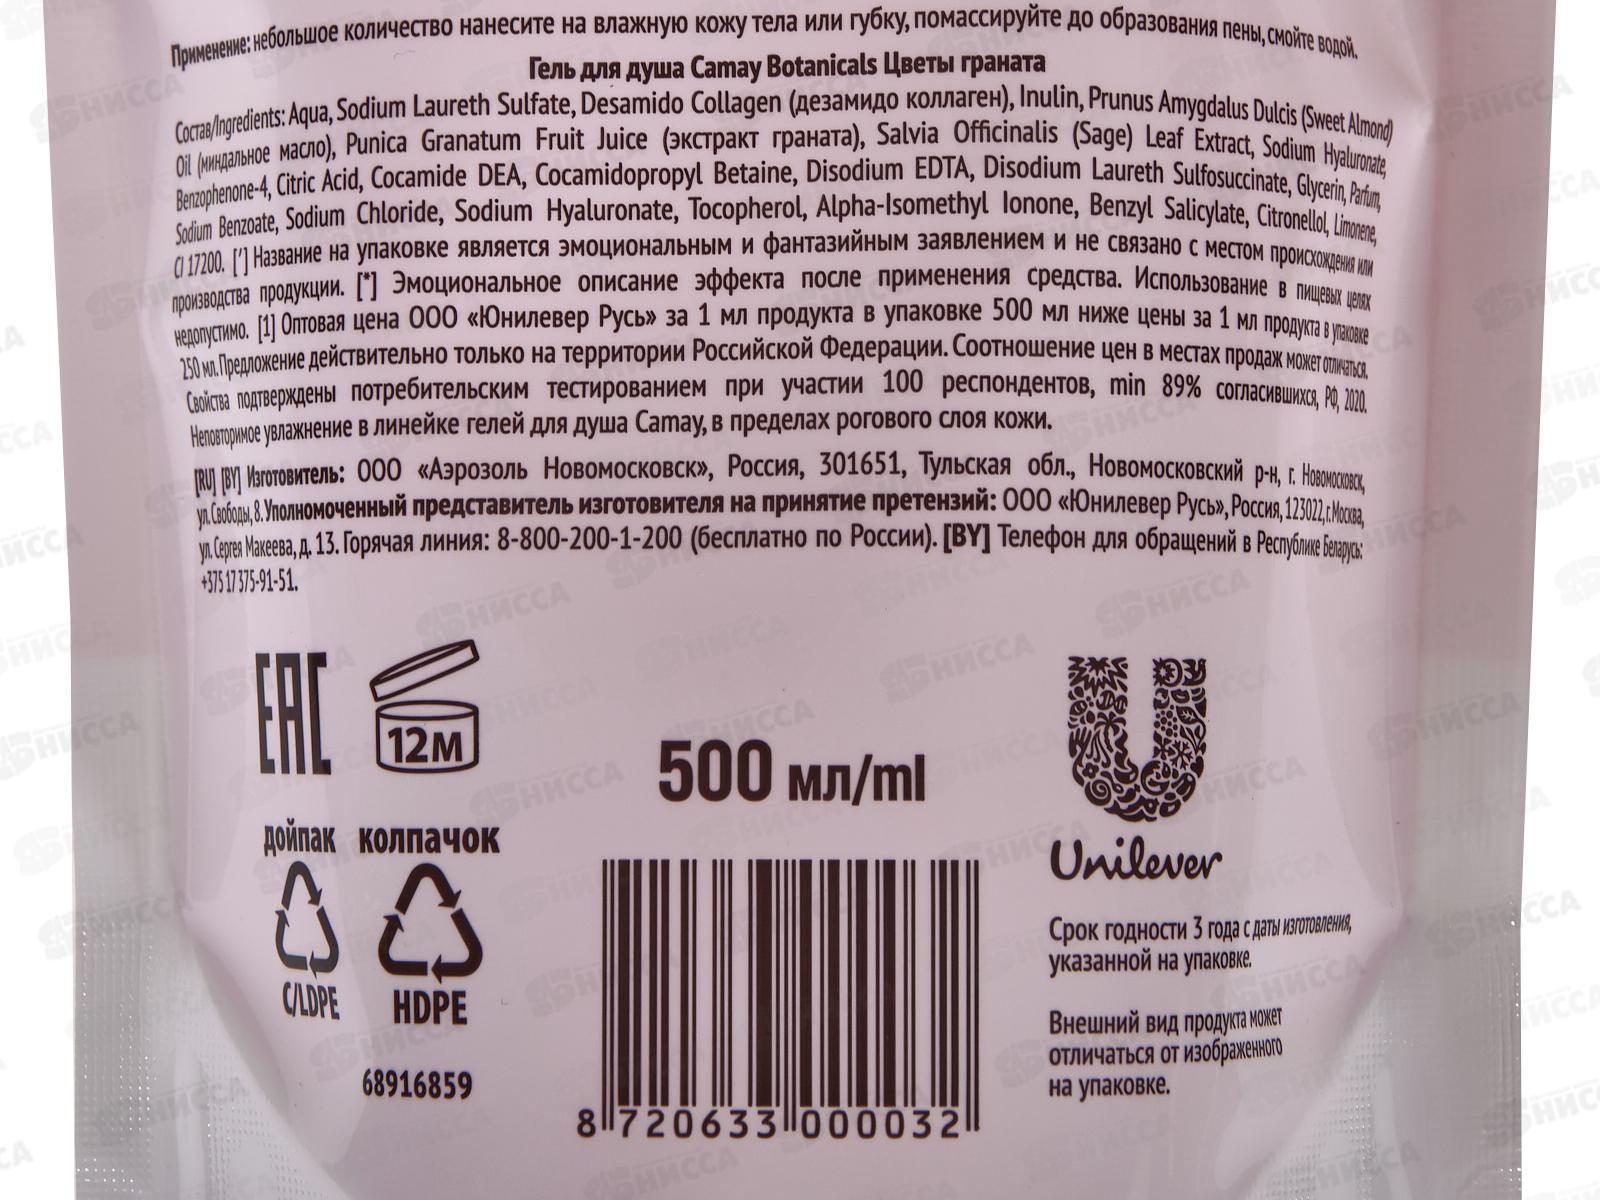 Применение: небольшое количество нанесите на влажную кожу тела или губку, помассируйте до образования пены, смойте водой.
Гель для душа Camay Botanicals Цветы граната
Состав/Ingredients: Aqua, Sodium Laureth Sulfate, Desamido Collagen (дезамидо коллаген), Inulin, Prunus Amygdalus Dulcis (Sweet Almond)
Oil (миндальное масло), Punica Granatum Fruit Juice (экстракт граната), Salvia Officinalis (Sage) Leaf Extract, Sodium Hyaluronate,
Benzophenone-4, Citric Acid, Cocamide DEA, Cocamidopropyl Betaine, Disodium EDTA, Disodium Laureth Sulfosuccinate, Glycerin, Parfum,
Sodium Benzoate, Sodium Chloride, Sodium Hyaluronate, Tocopherol, Alpha-Isomethyl Ionone, Benzyl Salicylate, Citronellol, Limonene,
CI 17200. ['] Название на упаковке является эмоциональным и фантазийным заявлением и не связано с местом происхождения или
производства продукции. [*] Эмоциональное описание эффекта после применения средства. Использование в пищевых целях
недопустимо. [1] Оптовая цена ООО «Юнилевер Русь» за 1 мл продукта в упаковке 500 мл ниже цены за 1 мл продукта в упаковке
250 мл. Предложение действительно только на территории Российской Федерации. Соотношение цен в местах продаж может отличаться.
Свойства подтверждены потребительским тестированием при участии 100 респондентов, min 89% согласившихся, РФ, 2020.
Неповторимое увлажнение в линейке гелей для душа Camay, в пределах рогового слоя кожи.
[RU] [BY] Изготовитель: ООО «Аэрозоль Новомосковск», Россия, 301651, Тульская обл., Новомосковский р-н, г. Новомосковск,
ул. Свободы, 8. Уполномоченный представитель изготовителя на принятие претензий: ООО «Юнилевер Русь», Россия, 123022, г. Москва,
ул. Сергея Макеева, д. 13. Горячая линия: 8-800-200-1-200 (бесплатно по России). [BY] Телефон для обращений в Республике Беларусь:
+375 17 375-91-51.
EAC
12М
500 мл/ml
дойпак колпачок
C/LDPE HDPE
68916859
8 720633 000032
Unilever
Срок годности 3 года с даты изготовления,
указанной на упаковке.
Внешний вид продукта может
отличаться от изображенного
на упаковке.
НИССА